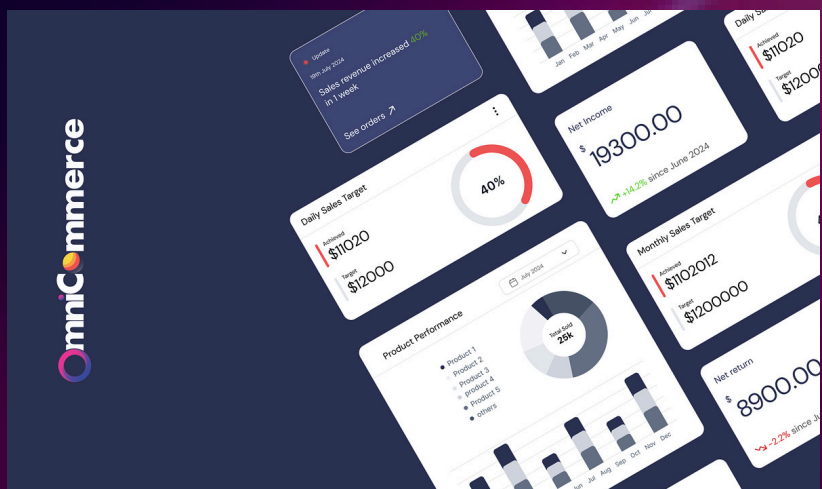 OmniCommerce
Update
19th July 2024
Sales revenue increased 40%
in 1 week
See orders
Jan Feb Mar Apr May Jun
Daily Sales Target
Achieved
$11020
Target
$12000
40%
Net Income
$ 19300.00
+14.2% since June 2024
Achieved
$11020
Target
Product Performance
July 2024
Product 1
Product 2
Product 3
product 4
Product 5
others
Total Sold
25k
Jul Aug Sep Oct Nov Dec
Monthly Sales Target
Achieved
$1102012
Target
$1200000
Net return
$ 8900.00
-2.2% since